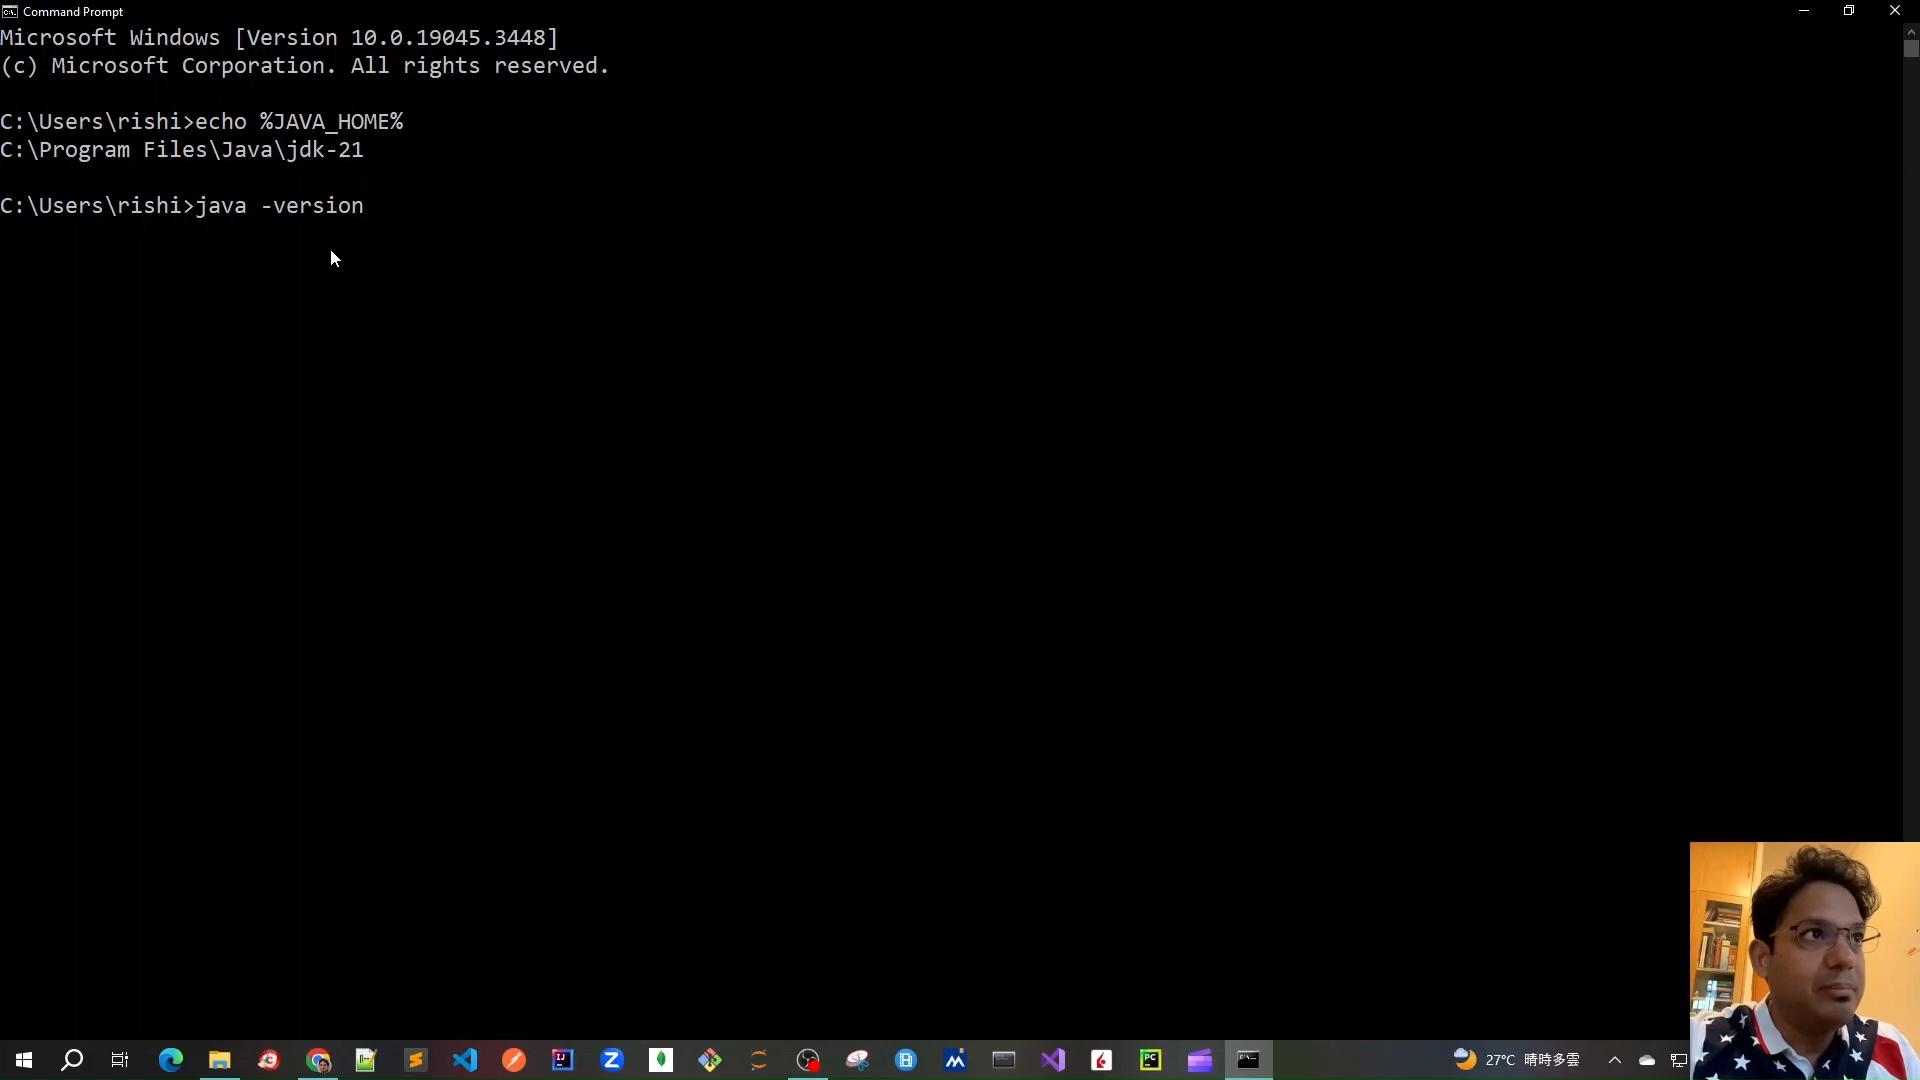 Command Prompt
Microsoft Windows [Version 10.0.19045.3448]
(c) Microsoft Corporation. All rights reserved.
C:\Users\rishi>echo %JAVA_HOME%
C:\Program Files\Java\jdk-21
C:\Users\rishi>java -version
27°C 晴時多雲